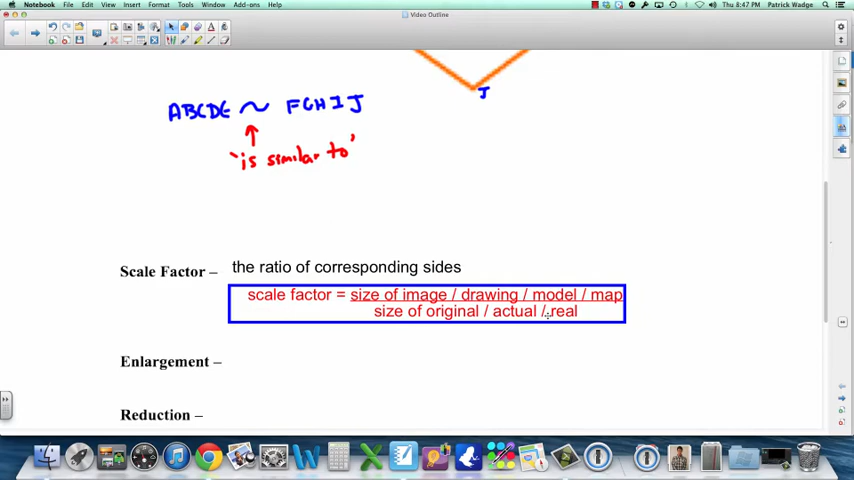 Notebook File Edit View Insert Format Tools Window Add-ons Help Thu 8:47 PM Patrick Wadge
Video Outline
J
ABCDE ~ FGHIJ
'is similar to'
Scale Factor – the ratio of corresponding sides
scale factor = size of image / drawing / model / map
size of original / actual / real
Enlargement –
Reduction –